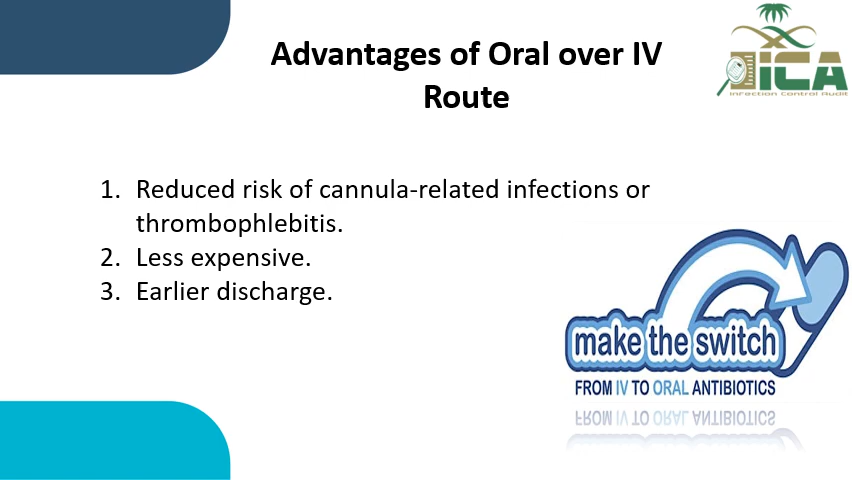 Advantages of Oral over IV
Route
ICA
Infection Control Audit
1. Reduced risk of cannula-related infections or
thrombophlebitis.
2. Less expensive.
3. Earlier discharge.
make the switch
FROM IV TO ORAL ANTIBIOTICS